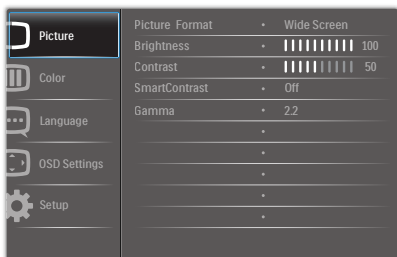 Picture
Color
Language
OSD Settings
Setup
Picture Format • Wide Screen
Brightness • 100
Contrast • 50
SmartContrast • Off
Gamma • 2.2
•
•
•
•
•